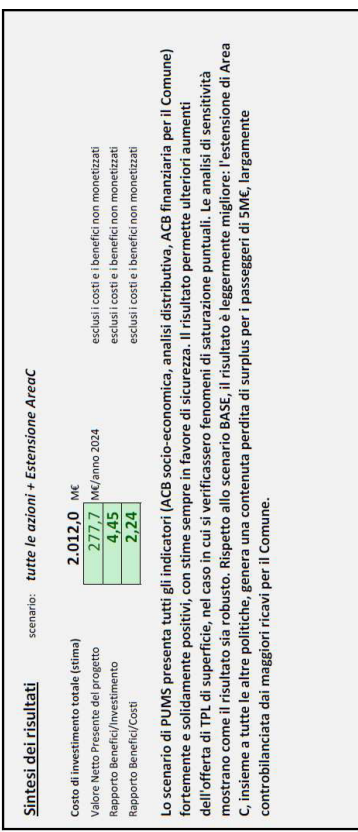 Sintesi dei risultati scenario: tutte le azioni + Estensione AreaC
Costo di investimento totale (stima) 2.012,0 M€
Valore Netto Presente del progetto 277,7 M€/anno 2024 esclusi i costi e i benefici non monetizzati
Rapporto Benefici/Investimento 4,45 esclusi i costi e i benefici non monetizzati
Rapporto Benefici/Costi 2,24 esclusi i costi e i benefici non monetizzati
Lo scenario di PUMS presenta tutti gli indicatori (ACB socio-economica, analisi distributiva, ACB finanziaria per il Comune)
fortemente e solidamente positivi, con stime sempre in favore di sicurezza. Il risultato permette ulteriori aumenti
dell'offerta di TPL di superficie, nel caso in cui si verificassero fenomeni di saturazione puntuali. Le analisi di sensitività
mostrano come il risultato sia robusto. Rispetto allo scenario BASE, il risultato è leggermente migliore: l'estensione di Area
C, insieme a tutte le altre politiche, genera una contenuta perdita di surplus per i passeggeri di 5M€, largamente
controbilanciata dai maggiori ricavi per il Comune.